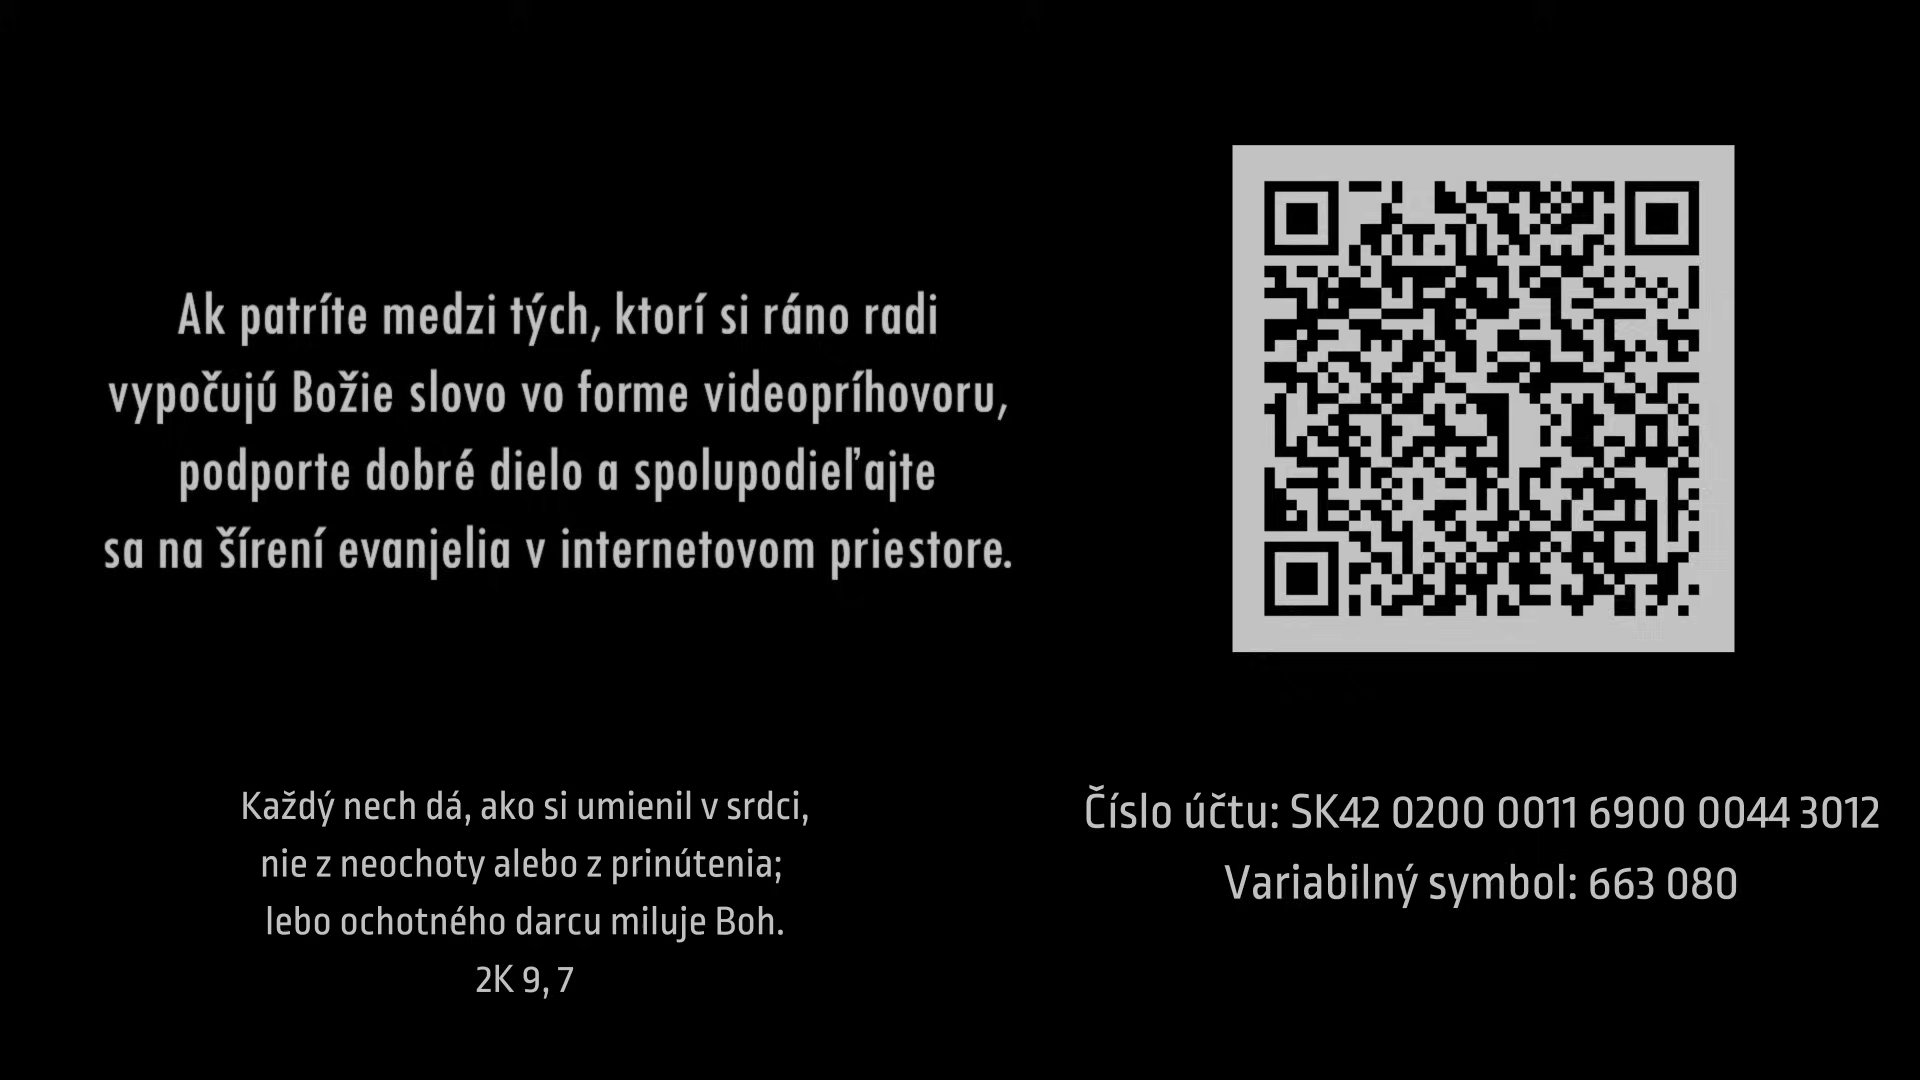 Ak patríte medzi tých, ktorí si ráno radi
vypočujú Božie slovo vo forme videopríhovoru,
podporte dobré dielo a spolupodieľajte
sa na šírení evanjelia v internetovom priestore.
Každý nech dá, ako si umienil v srdci,
nie z neochoty alebo z prinútenia;
lebo ochotného darcu miluje Boh.
2K 9, 7
Číslo účtu: SK42 0200 0011 6900 0044 3012
Variabilný symbol: 663 080